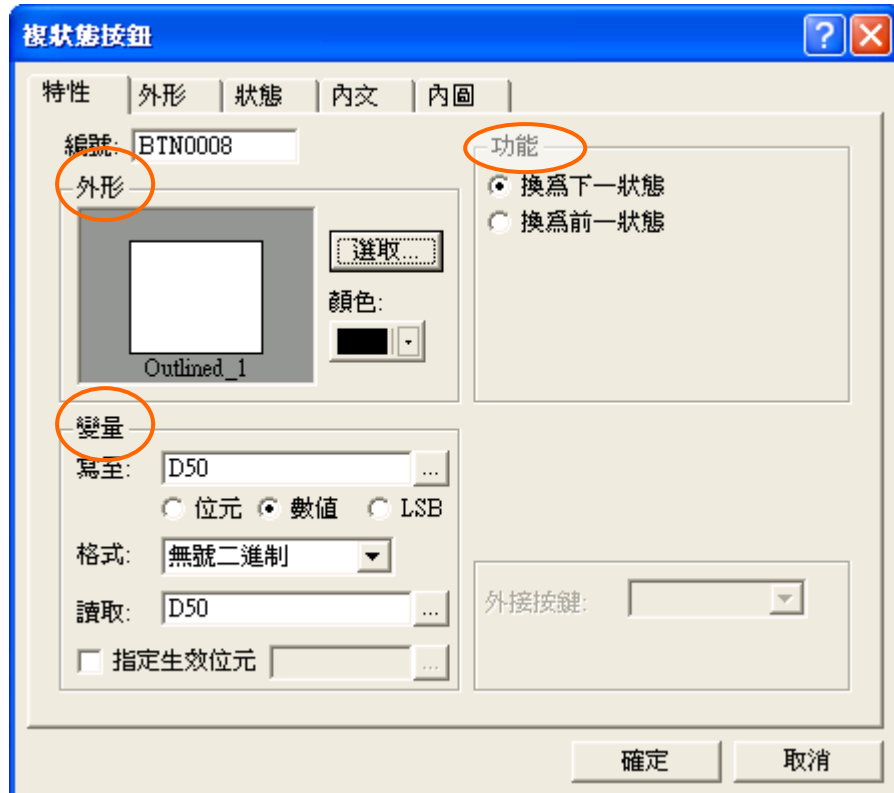 複狀態按鈕
特性 外形 狀態 內文 內圖
編號: BTN0008
外形
Outlined_1
選取...
顏色:
功能
換爲下一狀態
換爲前一狀態
變量
寫至: D50 ...
位元 數值 LSB
格式: 無號二進制
讀取: D50 ...
指定生效位元 ...
外接按鍵:
確定 取消